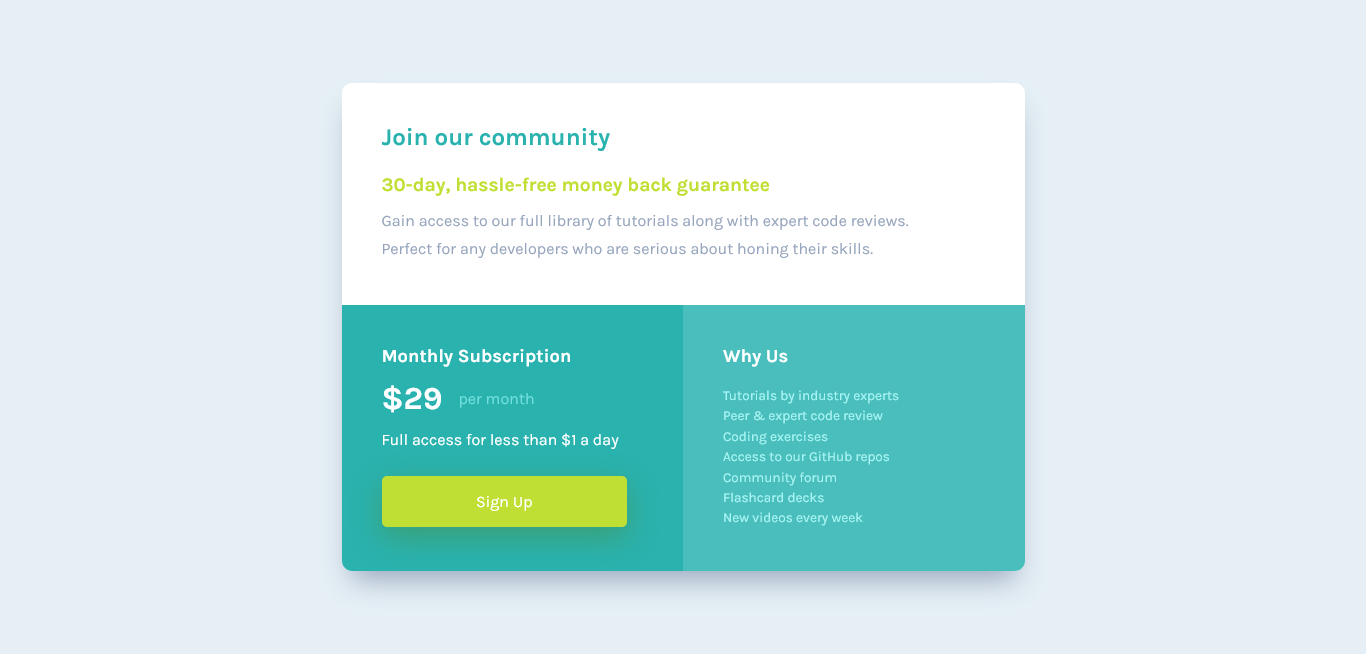 Join our community
30-day, hassle-free money back guarantee
Gain access to our full library of tutorials along with expert code reviews.
Perfect for any developers who are serious about honing their skills.
Monthly Subscription
$29 per month
Full access for less than $1 a day
Sign Up
Why Us
Tutorials by industry experts
Peer & expert code review
Coding exercises
Access to our GitHub repos
Community forum
Flashcard decks
New videos every week